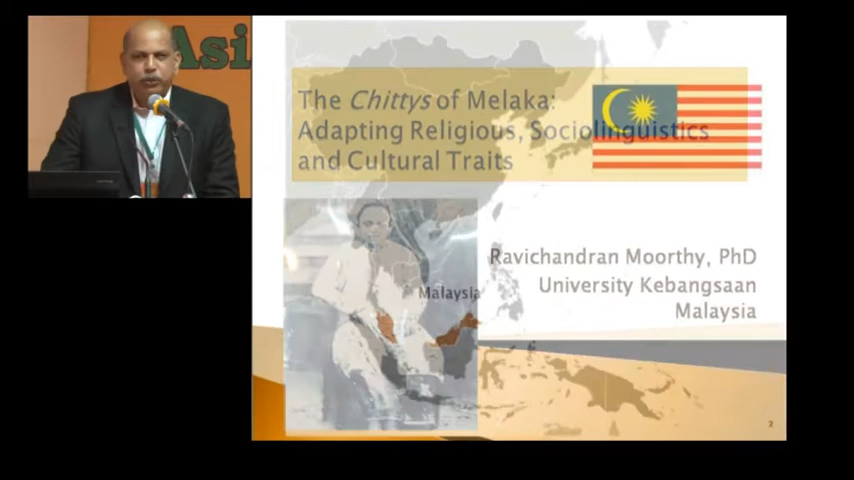 Asi
The Chittys of Melaka:
Adapting Religious, Sociolinguistics
and Cultural Traits
Ravichandran Moorthy, PhD
University Kebangsaan
Malaysia
Malaysia
2